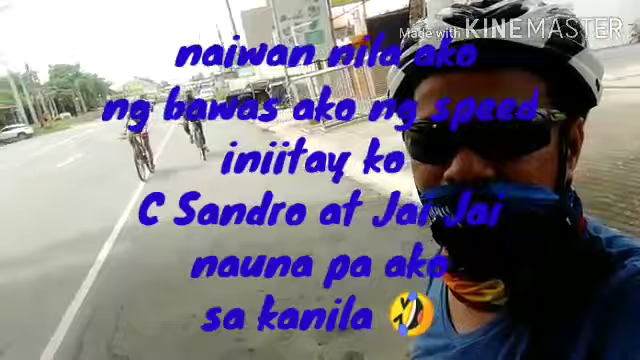 Made with KINEMASTER
naiwan nila ako
ng bawas ako ng speed
iniitay ko
C Sandro at Jai Jai
nauna pa ako
sa kanila 🤣